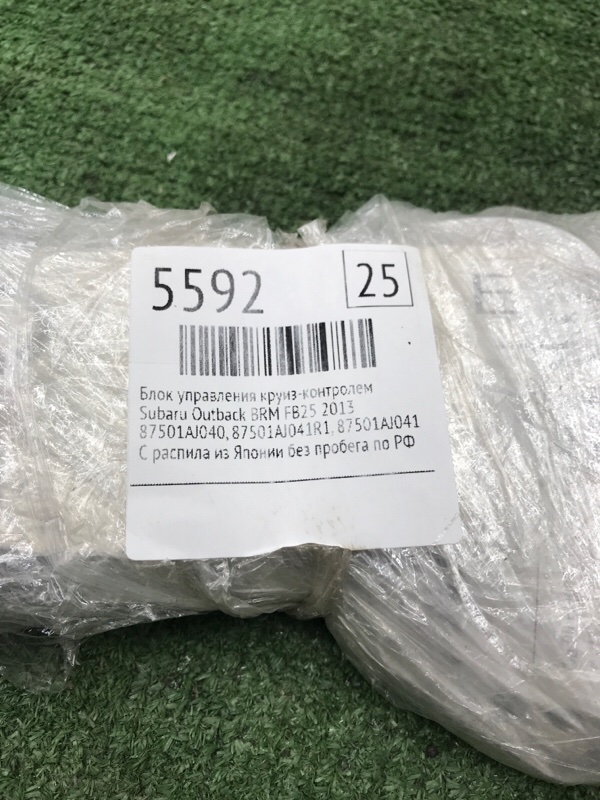 5592
25
Блок управления круиз-контролем
Subaru Outback BRM FB25 2013
87501AJ040, 87501AJ041R1, 87501AJ041
С распила из Японии без пробега по РФ